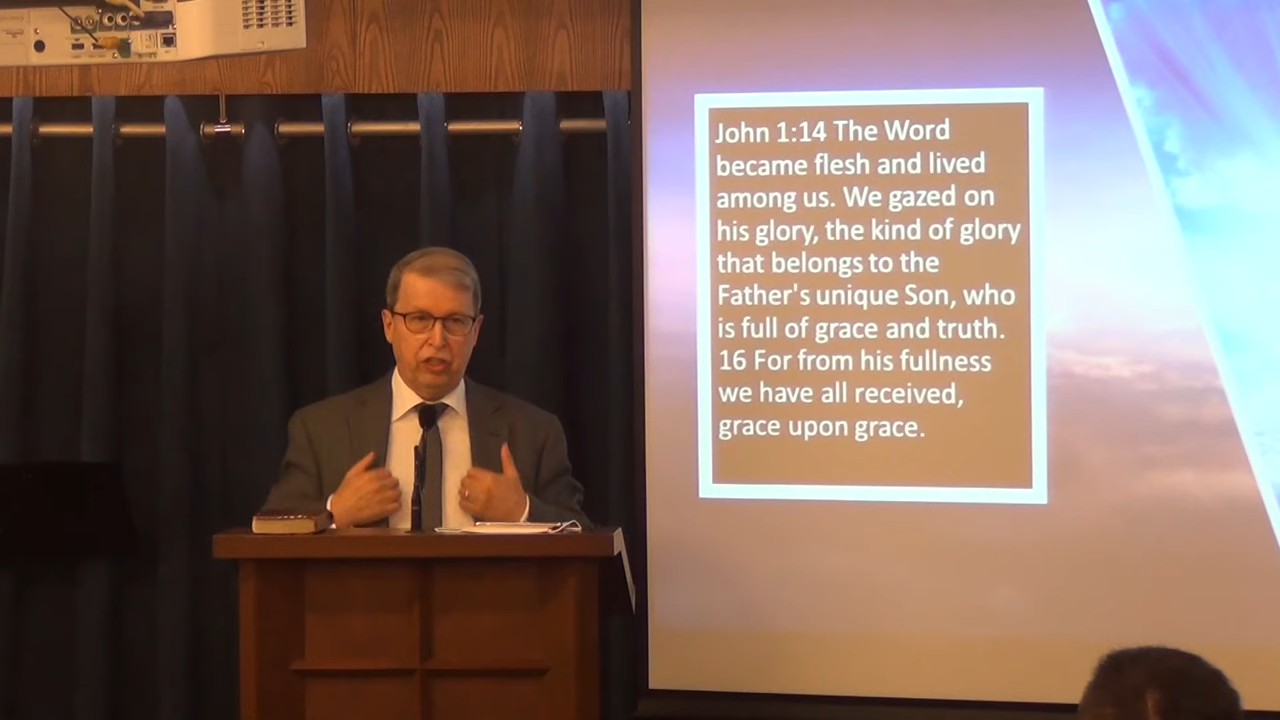 John 1:14 The Word
became flesh and lived
among us. We gazed on
his glory, the kind of glory
that belongs to the
Father's unique Son, who
is full of grace and truth.
16 For from his fullness
we have all received,
grace upon grace.